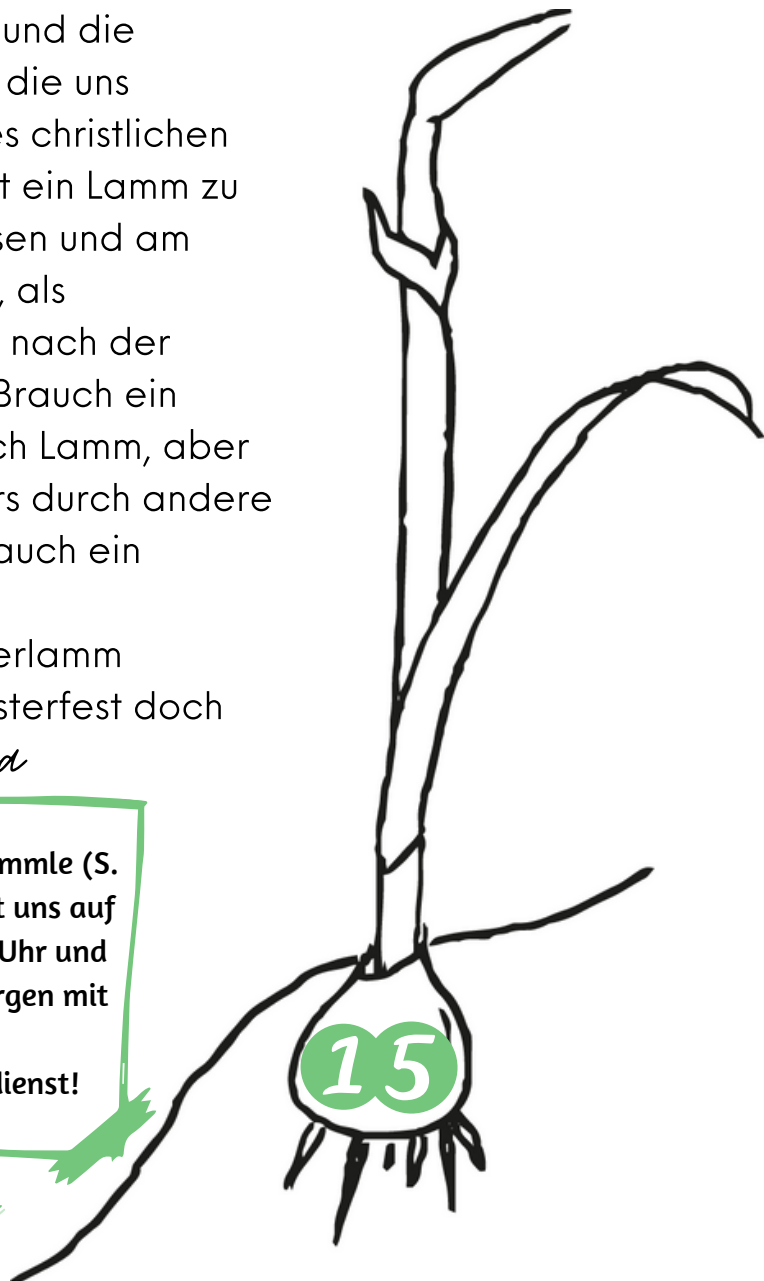 und die
die uns
es christlichen
t ein Lamm zu
sen und am
, als
nach der
Brauch ein
ch Lamm, aber
rs durch andere
auch ein
erlamm
sterfest doch
d
mmle (S.
t uns auf
Uhr und
rgen mit
dienst!
15